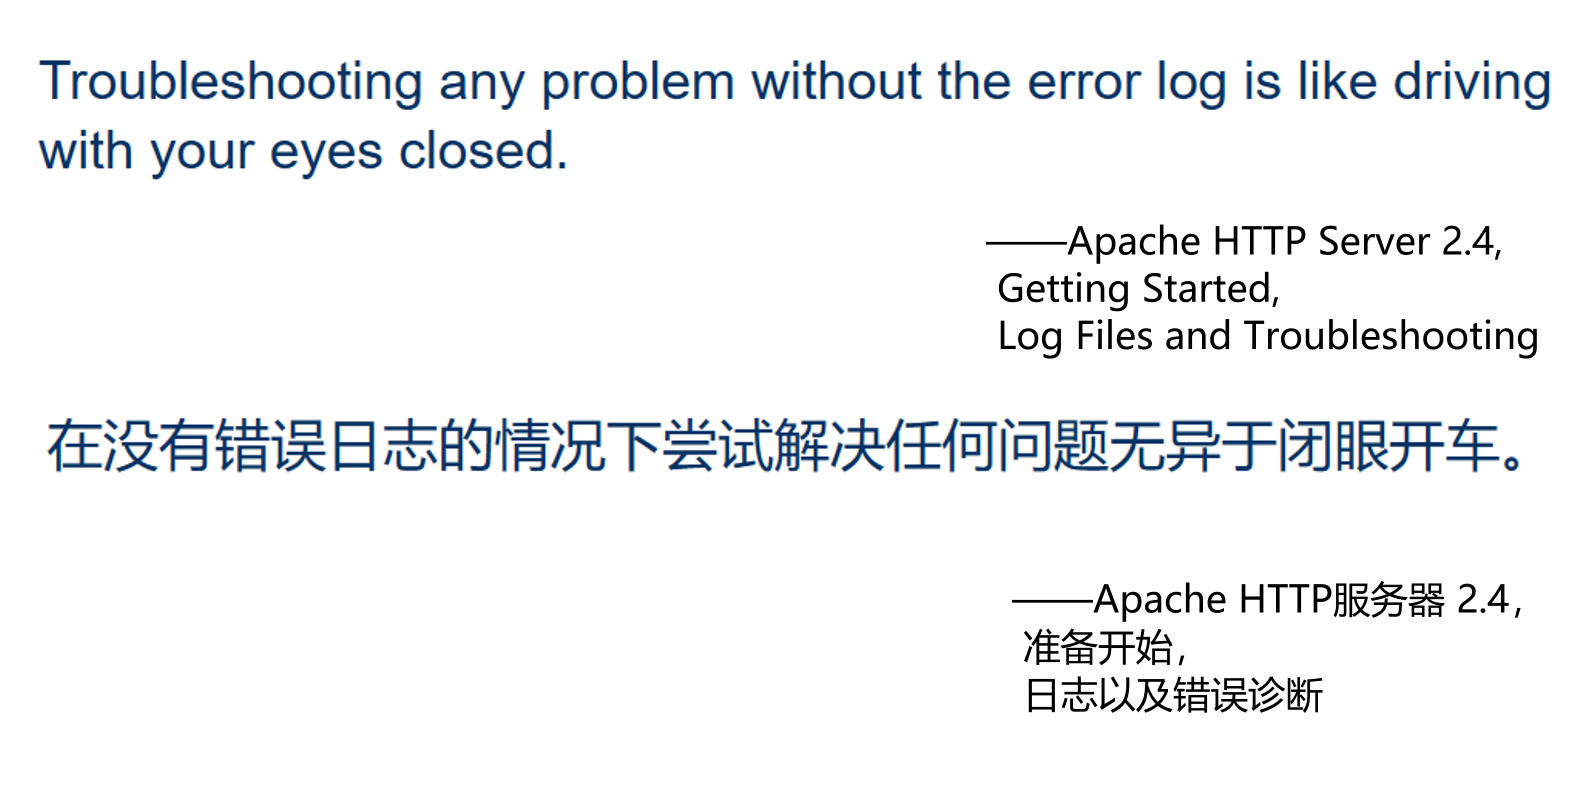 Troubleshooting any problem without the error log is like driving
with your eyes closed.
——Apache HTTP Server 2.4,
Getting Started,
Log Files and Troubleshooting
在没有错误日志的情况下尝试解决任何问题无异于闭眼开车。
——Apache HTTP服务器 2.4，
准备开始，
日志以及错误诊断